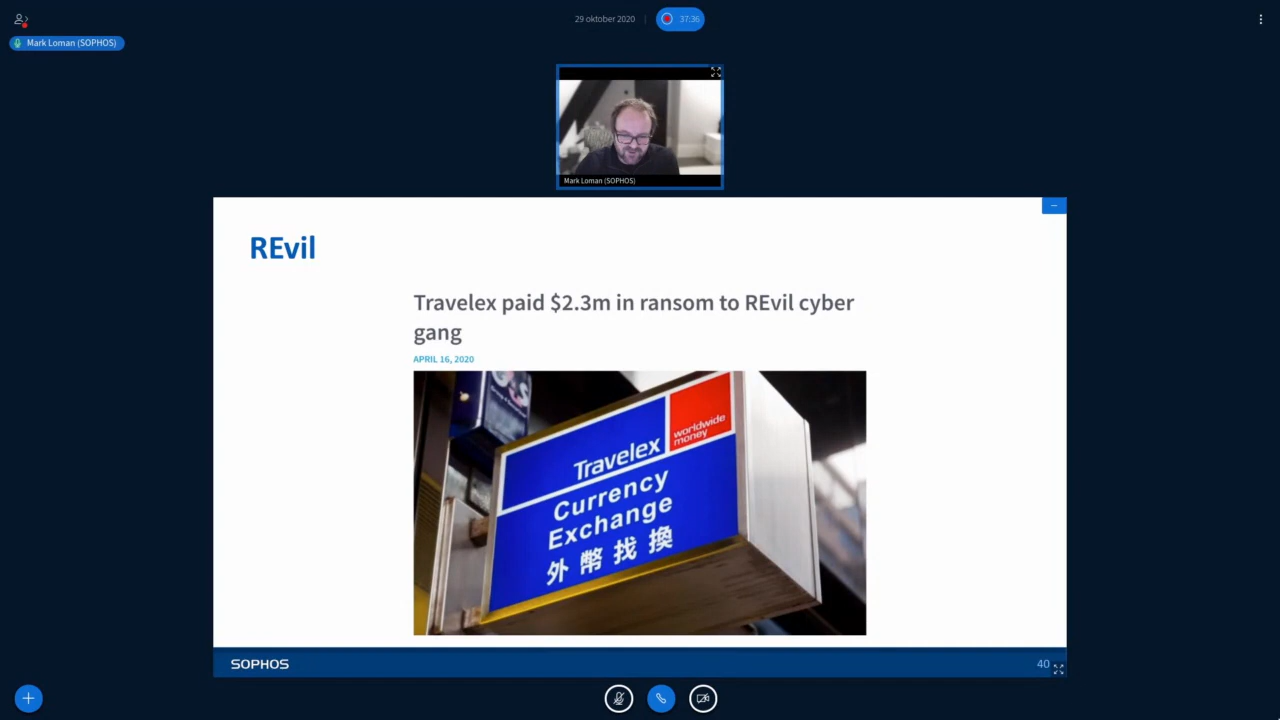 29 oktober 2020
37:36
Mark Loman (SOPHOS)
Mark Loman (SOPHOS)
REvil
Travelex paid $2.3m in ransom to REvil cyber
gang
APRIL 16, 2020
Travelex
worldwide
money
Currency
Exchange
外幣找換
SOPHOS
40